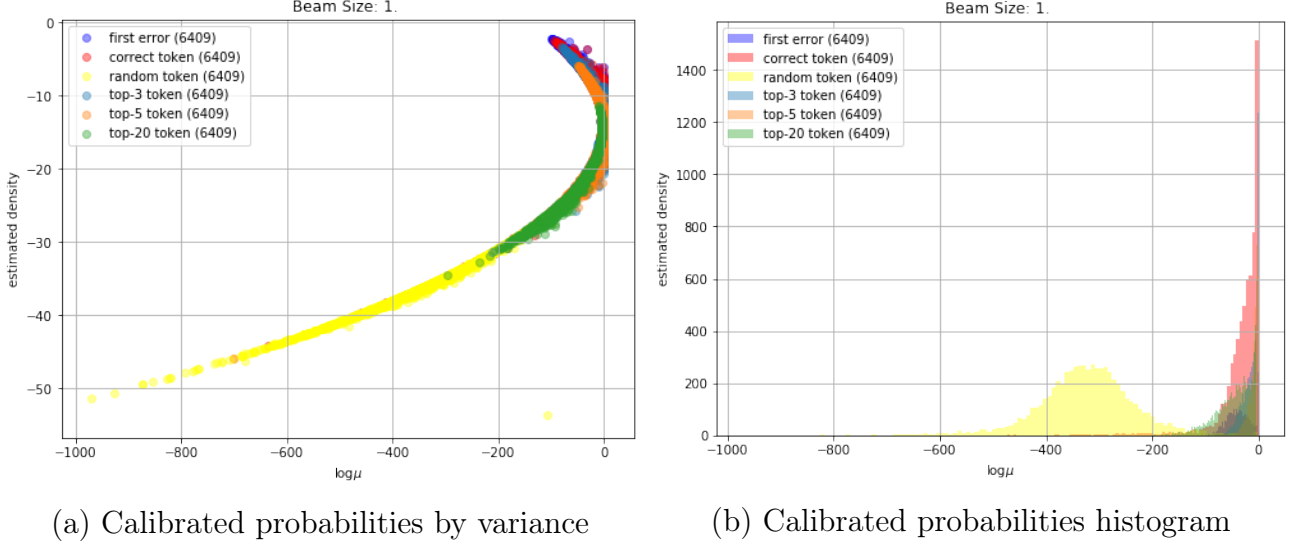 Beam Size: 1.
first error (6409)
correct token (6409)
random token (6409)
top-3 token (6409)
top-5 token (6409)
top-20 token (6409)
estimated density
0
−10
−20
−30
−40
−50
−1000 −800 −600 −400 −200 0
log μ
(a) Calibrated probabilities by variance
Beam Size: 1.
first error (6409)
correct token (6409)
random token (6409)
top-3 token (6409)
top-5 token (6409)
top-20 token (6409)
estimated density
1400
1200
1000
800
600
400
200
0
−1000 −800 −600 −400 −200 0
log μ
(b) Calibrated probabilities histogram